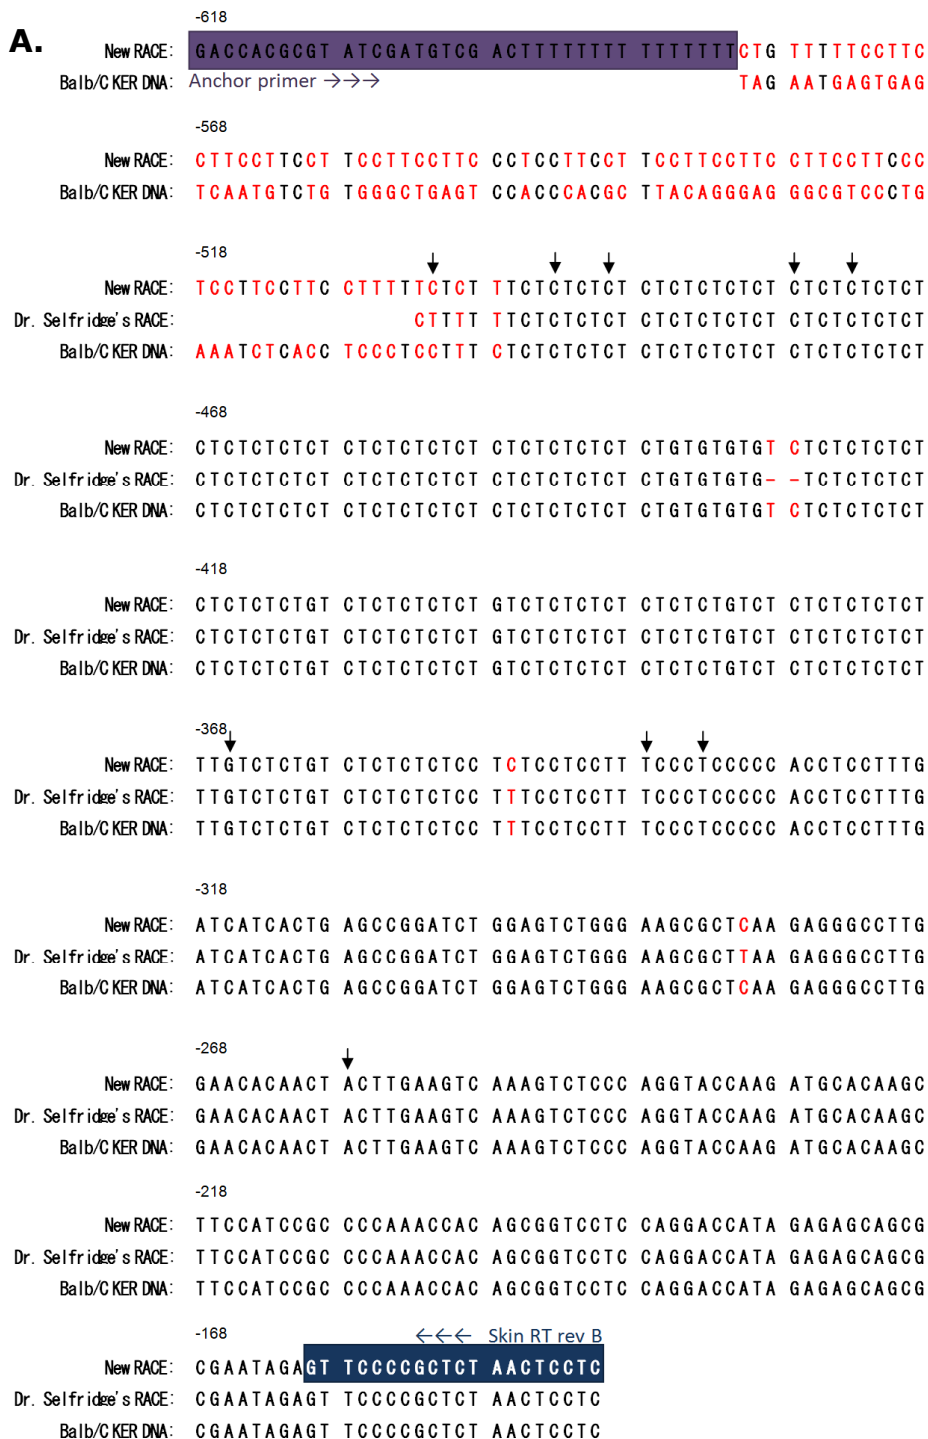 A.
-618
New RACE: GACCACGCGT ATCGATGTCG ACTTTTTTTT TTTTTTTCTG TTTTTCCTTC
Balb/C KER DNA: Anchor primer →→→ TAG AATGAGTGAG
-568
New RACE: CTTCCTTCCT TCCTTCCTTC CCTCCTTCCT TCCTTCCTTC CTTCCTTCCC
Balb/C KER DNA: TCAATGTCTG TGGGCTGAGT CCACCCACGC TTACAGGGAG GGCGTCCCTG
-518
New RACE: TCCTTCCTTC CTTTTTCTCT TTCTCTCTCT CTCTCTCTCT CTCTCTCTCT
Dr. Selfridge's RACE: CTTTT TTCTCTCTCT CTCTCTCTCT CTCTCTCTCT
Balb/C KER DNA: AAATCTCACC TCCCTCCTTT CTCTCTCTCT CTCTCTCTCT CTCTCTCTCT
-468
New RACE: CTCTCTCTCT CTCTCTCTCT CTCTCTCTCT CTGTGTGTGT CTCTCTCTCT
Dr. Selfridge's RACE: CTCTCTCTCT CTCTCTCTCT CTCTCTCTCT CTGTGTGTG- -TCTCTCTCT
Balb/C KER DNA: CTCTCTCTCT CTCTCTCTCT CTCTCTCTCT CTGTGTGTGT CTCTCTCTCT
-418
New RACE: CTCTCTCTGT CTCTCTCTCT GTCTCTCTCT CTCTCTGTCT CTCTCTCTCT
Dr. Selfridge's RACE: CTCTCTCTGT CTCTCTCTCT GTCTCTCTCT CTCTCTGTCT CTCTCTCTCT
Balb/C KER DNA: CTCTCTCTGT CTCTCTCTCT GTCTCTCTCT CTCTCTGTCT CTCTCTCTCT
-368
New RACE: TTGTCTCTGT CTCTCTCTCC TCTCCTCCTT TCCCTCCCCC ACCTCCTTTG
Dr. Selfridge's RACE: TTGTCTCTGT CTCTCTCTCC TTTCCTCCTT TCCCTCCCCC ACCTCCTTTG
Balb/C KER DNA: TTGTCTCTGT CTCTCTCTCC TTTCCTCCTT TCCCTCCCCC ACCTCCTTTG
-318
New RACE: ATCATCACTG AGCCGGATCT GGAGTCTGGG AAGCGCTCAA GAGGGCCTTG
Dr. Selfridge's RACE: ATCATCACTG AGCCGGATCT GGAGTCTGGG AAGCGCTTAA GAGGGCCTTG
Balb/C KER DNA: ATCATCACTG AGCCGGATCT GGAGTCTGGG AAGCGCTCAA GAGGGCCTTG
-268
New RACE: GAACACAACT ACTTGAAGTC AAAGTCTCCC AGGTACCAAG ATGCACAAGC
Dr. Selfridge's RACE: GAACACAACT ACTTGAAGTC AAAGTCTCCC AGGTACCAAG ATGCACAAGC
Balb/C KER DNA: GAACACAACT ACTTGAAGTC AAAGTCTCCC AGGTACCAAG ATGCACAAGC
-218
New RACE: TTCCATCCGC CCCAAACCAC AGCGGTCCTC CAGGACCATA GAGAGCAGCG
Dr. Selfridge's RACE: TTCCATCCGC CCCAAACCAC AGCGGTCCTC CAGGACCATA GAGAGCAGCG
Balb/C KER DNA: TTCCATCCGC CCCAAACCAC AGCGGTCCTC CAGGACCATA GAGAGCAGCG
-168 ←←← Skin RT rev B
New RACE: CGAATAGAGT TCCCCGCTCT AACTCCTC
Dr. Selfridge's RACE: CGAATAGAGT TCCCCGCTCT AACTCCTC
Balb/C KER DNA: CGAATAGAGT TCCCCGCTCT AACTCCTC